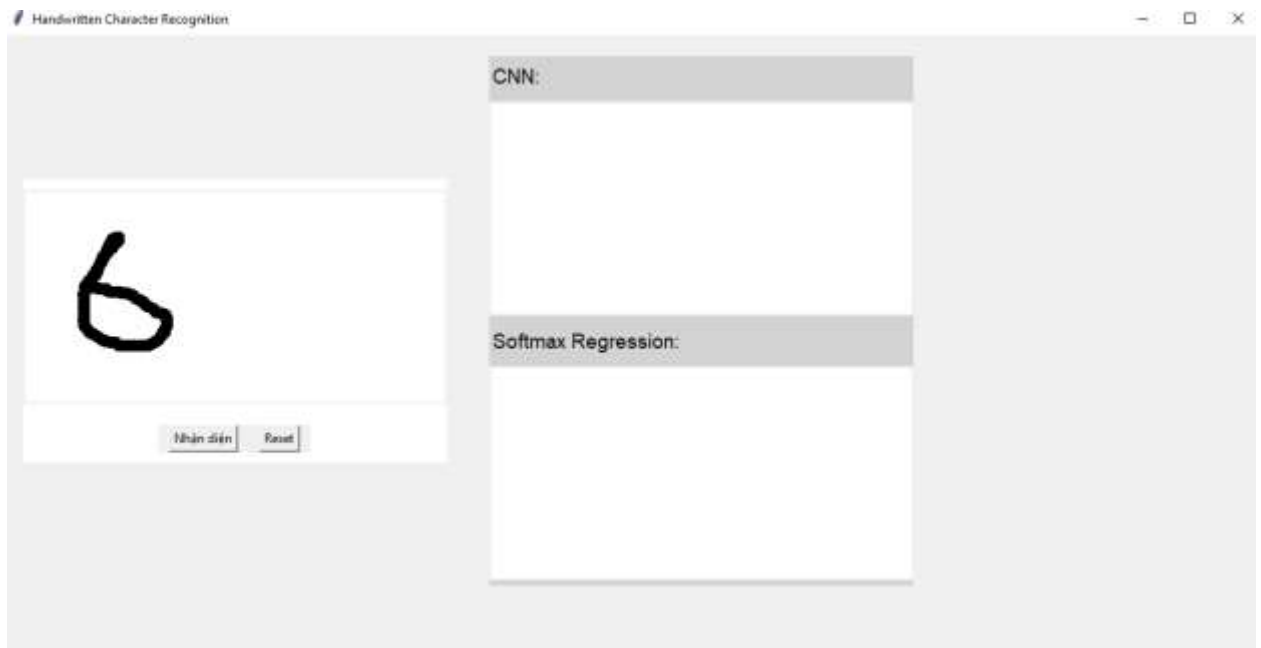 Handwritten Character Recognition
CNN:
6
Nhận diện
Reset
Softmax Regression: